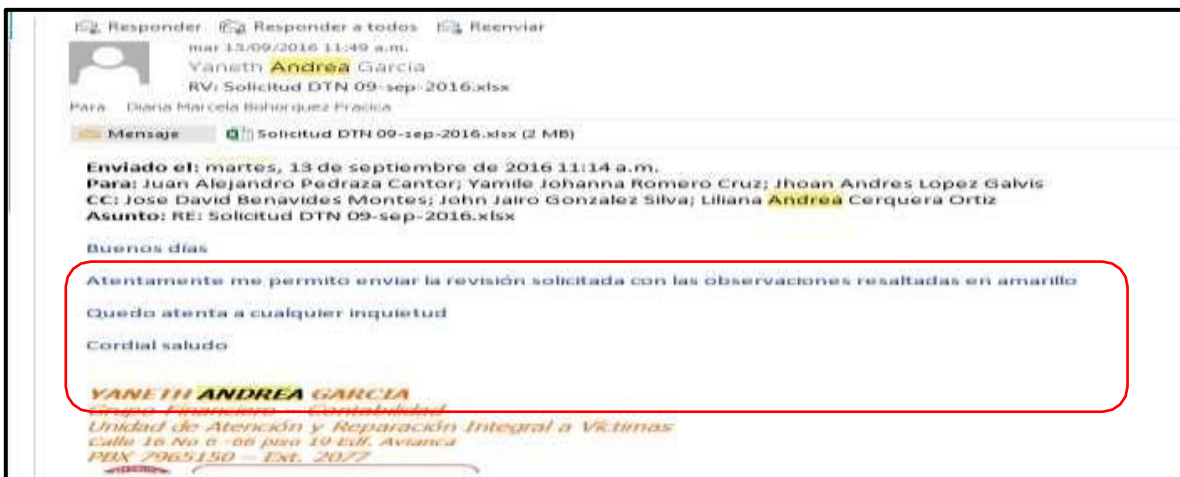 Responder Responder a todos Reenviar
mar 13/09/2016 11:49 a.m.
Yaneth Andrea Garcia
RV: Solicitud DTN 09-sep-2016.xlsx
Para Diana Marcela Bohorquez Fracica
Mensaje Solicitud DTN 09-sep-2016.xlsx (2 MB)
Enviado el: martes, 13 de septiembre de 2016 11:14 a.m.
Para: Juan Alejandro Pedraza Cantor; Yamile Johanna Romero Cruz; Jhoan Andres Lopez Galvis
CC: Jose David Benavides Montes; John Jairo Gonzalez Silva; Liliana Andrea Cerquera Ortiz
Asunto: RE: Solicitud DTN 09-sep-2016.xlsx
Buenos días
Atentamente me permito enviar la revisión solicitada con las observaciones resaltadas en amarillo
Quedo atenta a cualquier inquietud
Cordial saludo
YANETH ANDREA GARCIA
Grupo Financiero – Contabilidad
Unidad de Atención y Reparación Integral a Víctimas
Calle 16 No 6 -66 piso 19 Edf. Avianca
PBX 7965150 – Ext. 2077